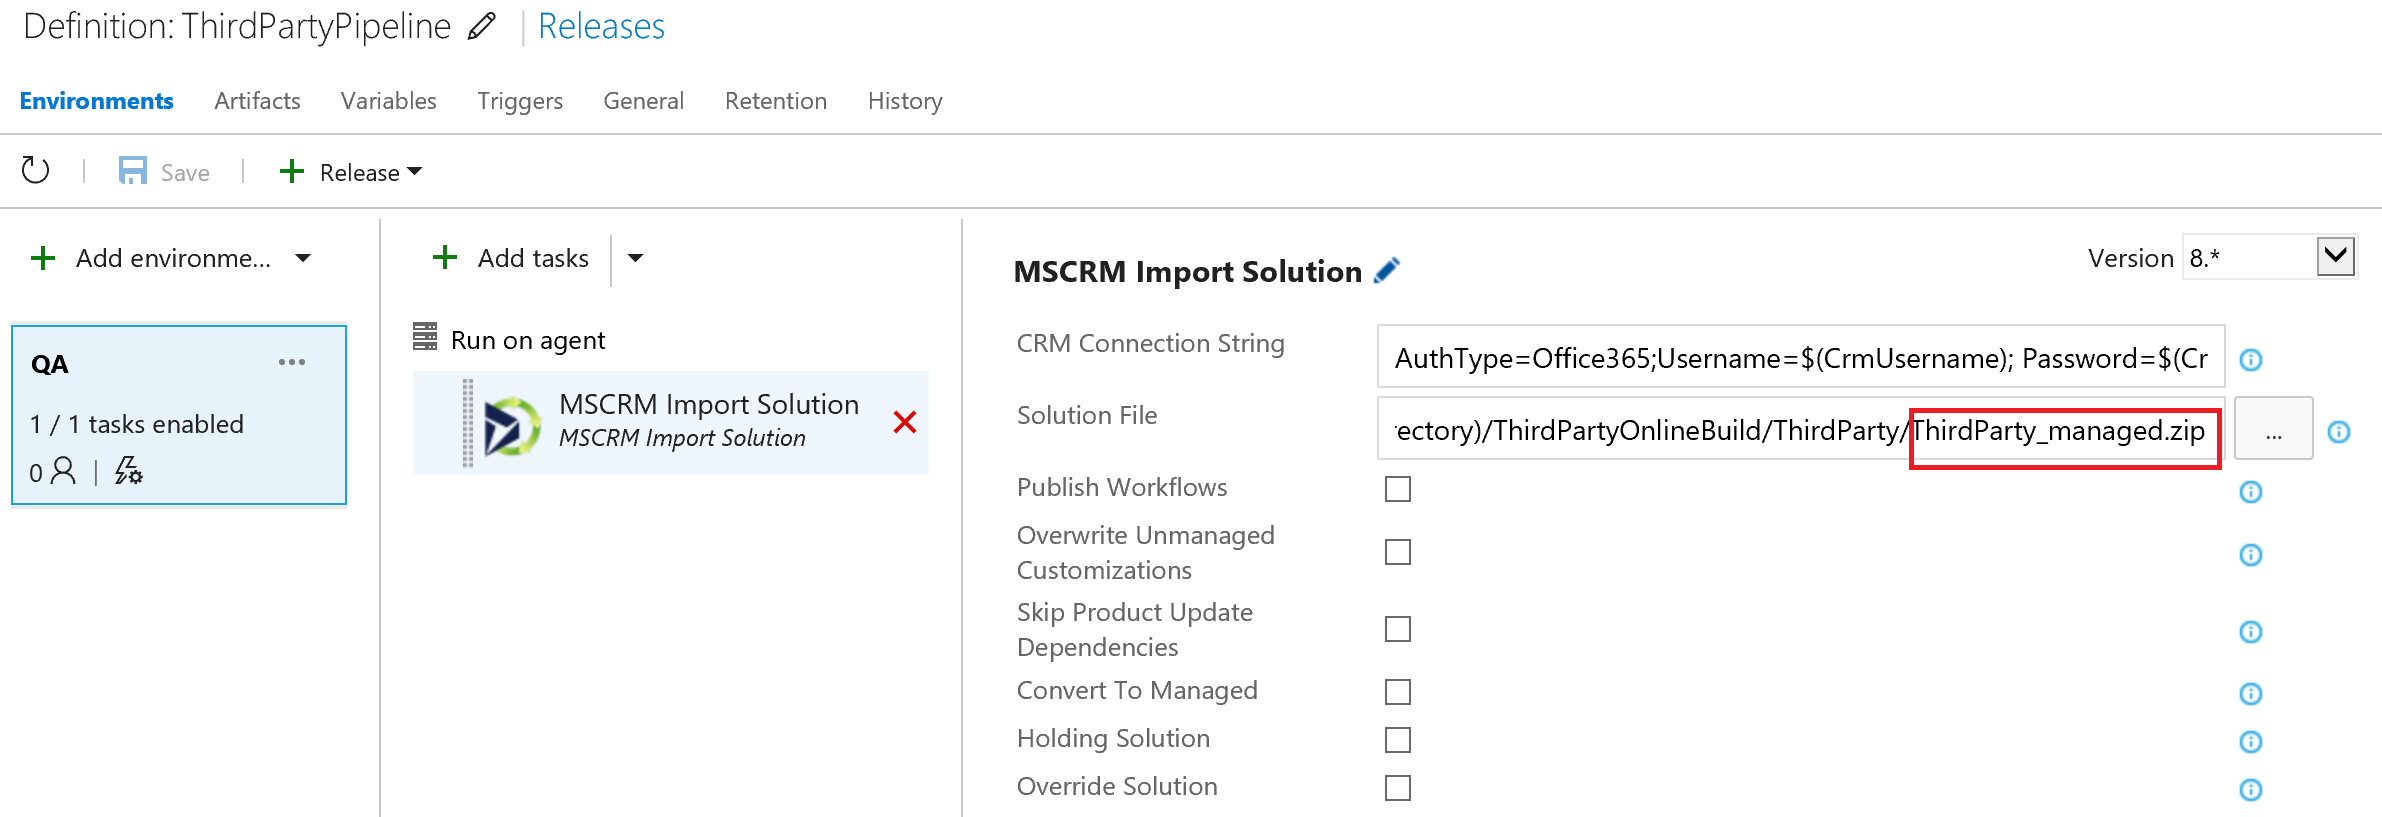 Definition: ThirdPartyPipeline | Releases
Environments Artifacts Variables Triggers General Retention History
Save Release
Add environme...
Add tasks
MSCRM Import Solution
Version 8.*
QA
1 / 1 tasks enabled
0
Run on agent
MSCRM Import Solution
MSCRM Import Solution
CRM Connection String AuthType=Office365;Username=$(CrmUsername); Password=$(Cr
Solution File rectory)/ThirdPartyOnlineBuild/ThirdParty/ThirdParty_managed.zip ...
Publish Workflows
Overwrite Unmanaged
Customizations
Skip Product Update
Dependencies
Convert To Managed
Holding Solution
Override Solution